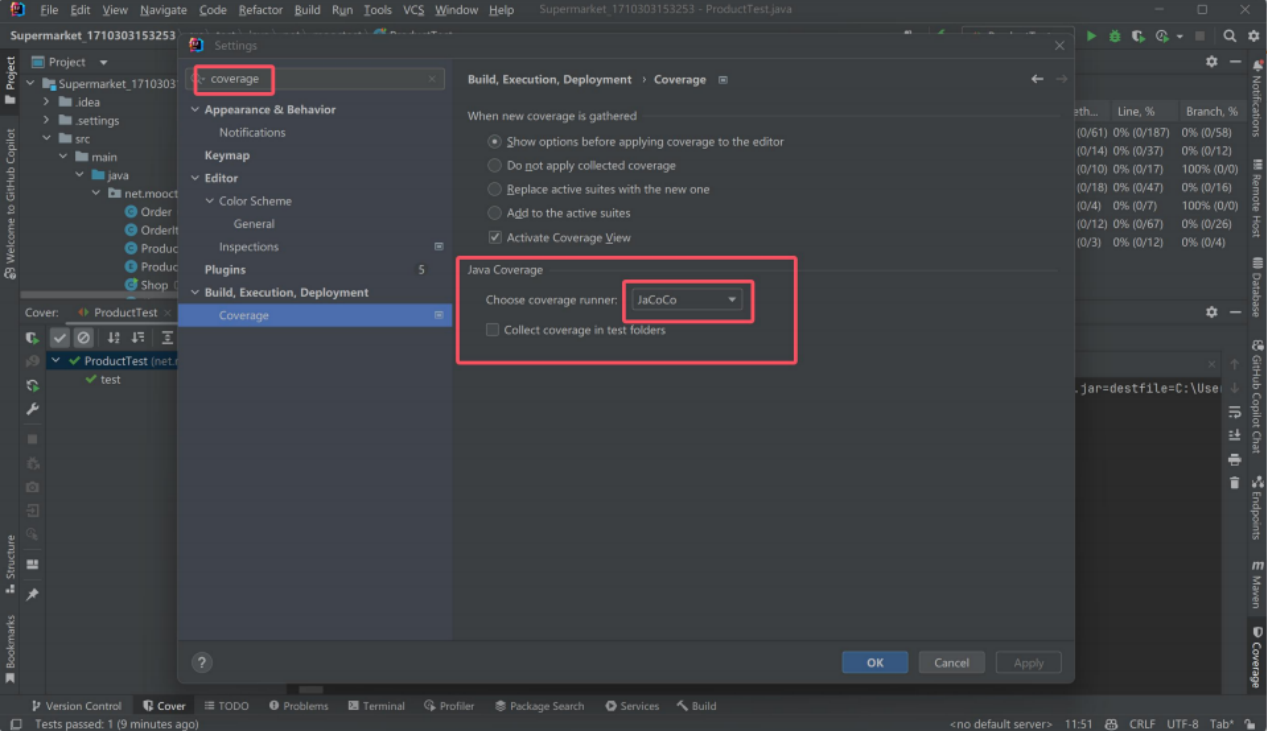 File Edit View Navigate Code Refactor Build Run Tools VCS Window Help Supermarket_1710303153253 - ProductTest.java
Supermarket_1710303153253
Settings
Project
Project
Supermarket_171030
.idea
.settings
src
main
java
net.mooct
Order
OrderIt
Produc
Produc
Shop
coverage
Appearance & Behavior
Notifications
Keymap
Editor
Color Scheme
General
Inspections
Plugins 5
Build, Execution, Deployment
Coverage
Build, Execution, Deployment › Coverage
When new coverage is gathered
Show options before applying coverage to the editor
Do not apply collected coverage
Replace active suites with the new one
Add to the active suites
Activate Coverage View
Java Coverage
Choose coverage runner: JaCoCo
Collect coverage in test folders
? OK Cancel Apply
eth... Line, % Branch, %
(0/61) 0% (0/187) 0% (0/58)
(0/14) 0% (0/37) 0% (0/12)
(0/10) 0% (0/17) 100% (0/0)
(0/18) 0% (0/47) 0% (0/16)
(0/4) 0% (0/7) 100% (0/0)
(0/12) 0% (0/67) 0% (0/26)
(0/3) 0% (0/12) 0% (0/4)
.jar=destfile=C:\Use
Cover: ProductTest
ProductTest (net.
test
Welcome to GitHub Copilot
Structure
Bookmarks
Notifications
Remote Host
Database
GitHub Copilot Chat
Endpoints
Maven
Coverage
Version Control Cover TODO Problems Terminal Profiler Package Search Services Build
Tests passed: 1 (9 minutes ago) <no default server> 11:51 CRLF UTF-8 Tab*